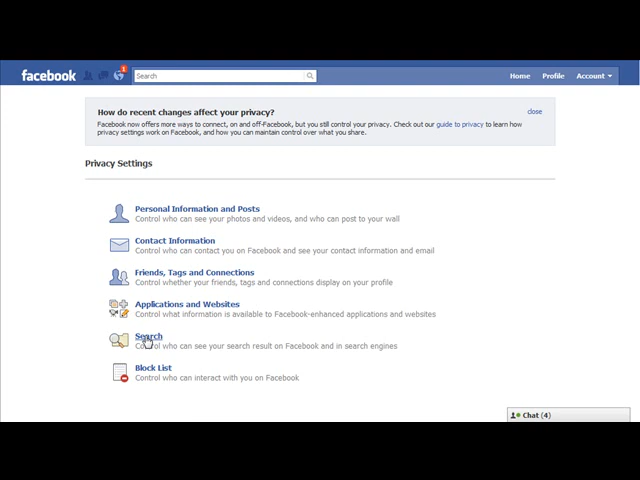 facebook 1 Search Home Profile Account
How do recent changes affect your privacy? close
Facebook now offers more ways to connect, on and off-Facebook, but you still control your privacy. Check out our guide to privacy to learn how
privacy settings work on Facebook, and how you can maintain control over what you share.
Privacy Settings
Personal Information and Posts
Control who can see your photos and videos, and who can post to your wall
Contact Information
Control who can contact you on Facebook and see your contact information and email
Friends, Tags and Connections
Control whether your friends, tags and connections display on your profile
Applications and Websites
Control what information is available to Facebook-enhanced applications and websites
Search
Control who can see your search result on Facebook and in search engines
Block List
Control who can interact with you on Facebook
Chat (4)